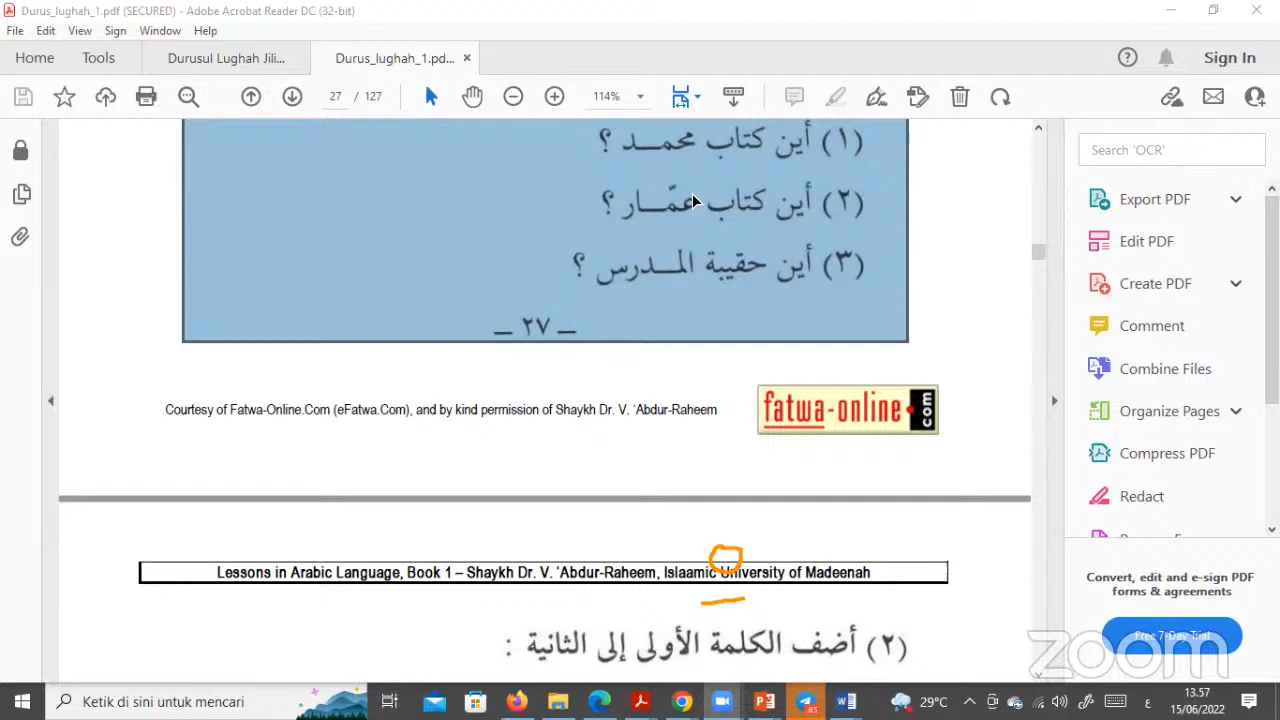 Durus_lughah_1.pdf (SECURED) - Adobe Acrobat Reader DC (32-bit)
File Edit View Sign Window Help
Home Tools Durusul Lughah Jili... Durus_lughah_1.pd... × Sign In
27 / 127 114%
(١) أين كتاب محمـــد ؟
(٢) أين كتاب عمّـــار ؟
(٣) أين حقيبة المـــدرس ؟
– ٢٧ –
Courtesy of Fatwa-Online.Com (eFatwa.Com), and by kind permission of Shaykh Dr. V. ‘Abdur-Raheem
fatwa-online.com
Lessons in Arabic Language, Book 1 – Shaykh Dr. V. ‘Abdur-Raheem, Islaamic University of Madeenah
(٢) أضف الكلمة الأولى إلى الثانية :
Search 'OCR'
Export PDF
Edit PDF
Create PDF
Comment
Combine Files
Organize Pages
Compress PDF
Redact
Convert, edit and e-sign PDF
forms & agreements
Free 7-Day Trial
zoom
Ketik di sini untuk mencari
85
29°C
ع
13.57
15/06/2022